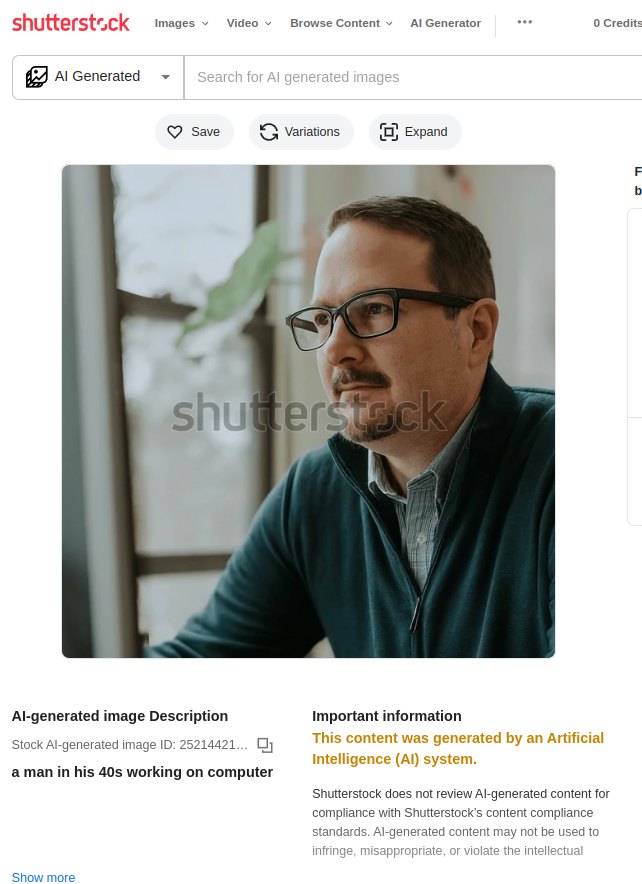 shutterstock
Images
Video
Browse Content
AI Generator
0 Credits
AI Generated
Search for AI generated images
Save
Variations
Expand
shutterstock
AI-generated image Description
Stock AI-generated image ID: 25214421…
a man in his 40s working on computer
Show more
Important information
This content was generated by an Artificial
Intelligence (AI) system.
Shutterstock does not review AI-generated content for
compliance with Shutterstock’s content compliance
standards. AI-generated content may not be used to
infringe, misappropriate, or violate the intellectual